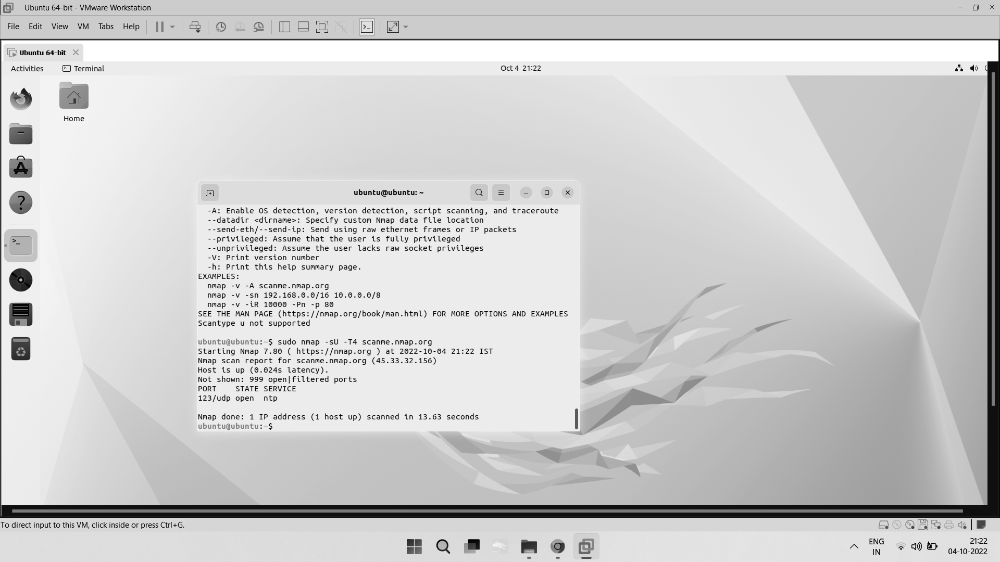 Ubuntu 64-bit - VMware Workstation
File Edit View VM Tabs Help
Ubuntu 64-bit
Activities Terminal Oct 4 21:22
Home
ubuntu@ubuntu: ~
-A: Enable OS detection, version detection, script scanning, and traceroute
--datadir <dirname>: Specify custom Nmap data file location
--send-eth/--send-ip: Send using raw ethernet frames or IP packets
--privileged: Assume that the user is fully privileged
--unprivileged: Assume the user lacks raw socket privileges
-V: Print version number
-h: Print this help summary page.
EXAMPLES:
nmap -v -A scanme.nmap.org
nmap -v -sn 192.168.0.0/16 10.0.0.0/8
nmap -v -iR 10000 -Pn -p 80
SEE THE MAN PAGE (https://nmap.org/book/man.html) FOR MORE OPTIONS AND EXAMPLES
Scantype u not supported
ubuntu@ubuntu:~$ sudo nmap -sU -T4 scanme.nmap.org
Starting Nmap 7.80 ( https://nmap.org ) at 2022-10-04 21:22 IST
Nmap scan report for scanme.nmap.org (45.33.32.156)
Host is up (0.024s latency).
Not shown: 999 open|filtered ports
PORT    STATE SERVICE
123/udp open  ntp
Nmap done: 1 IP address (1 host up) scanned in 13.63 seconds
ubuntu@ubuntu:~$
To direct input to this VM, click inside or press Ctrl+G.
ENG 21:22
IN 04-10-2022